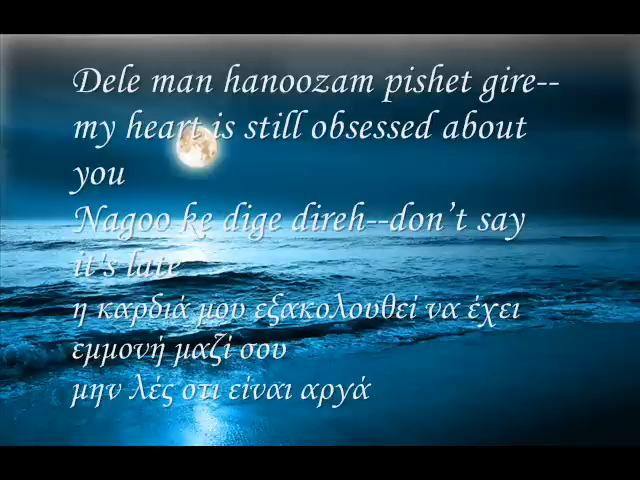 Dele man hanoozam pishet gire--
my heart is still obsessed about
you
Nagoo ke dige direh--don’t say
it's late
η καρδιά μου εξακολουθεί να έχει
εμμονή μαζί σου
μην λές οτι είναι αργά